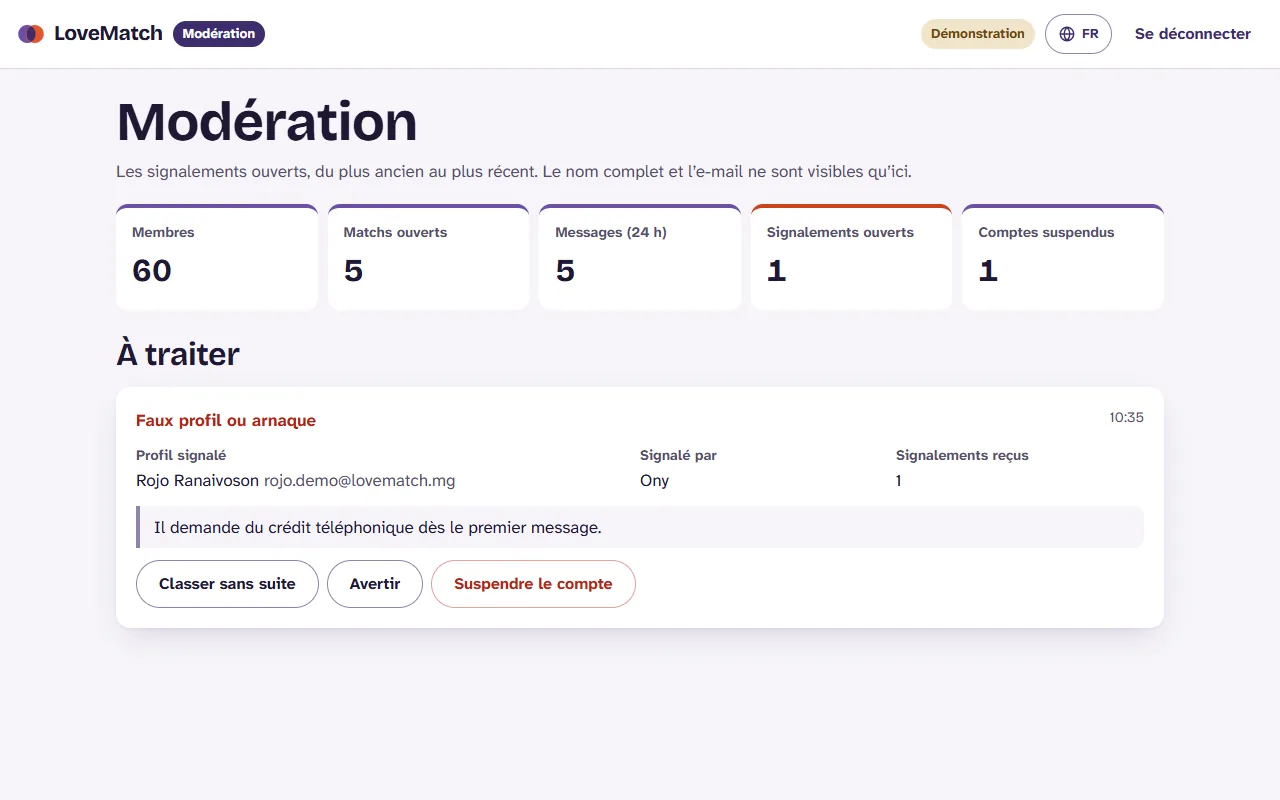 LoveMatch Modération Démonstration FR Se déconnecter
Modération
Les signalements ouverts, du plus ancien au plus récent. Le nom complet et l’e-mail ne sont visibles qu’ici.
Membres
60
Matchs ouverts
5
Messages (24 h)
5
Signalements ouverts
1
Comptes suspendus
1
À traiter
Faux profil ou arnaque 10:35
Profil signalé
Rojo Ranaivoson rojo.demo@lovematch.mg
Signalé par
Ony
Signalements reçus
1
Il demande du crédit téléphonique dès le premier message.
Classer sans suite Avertir Suspendre le compte